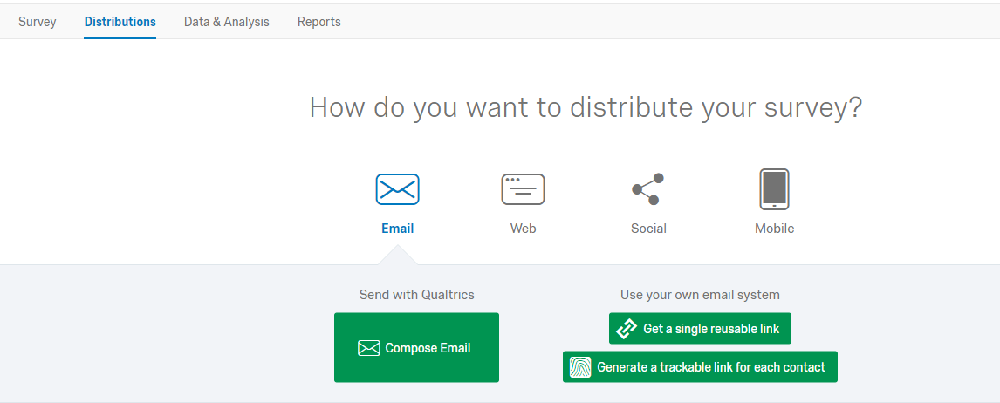 Survey Distributions Data & Analysis Reports
How do you want to distribute your survey?
Email Web Social Mobile
Send with Qualtrics
Compose Email
Use your own email system
Get a single reusable link
Generate a trackable link for each contact